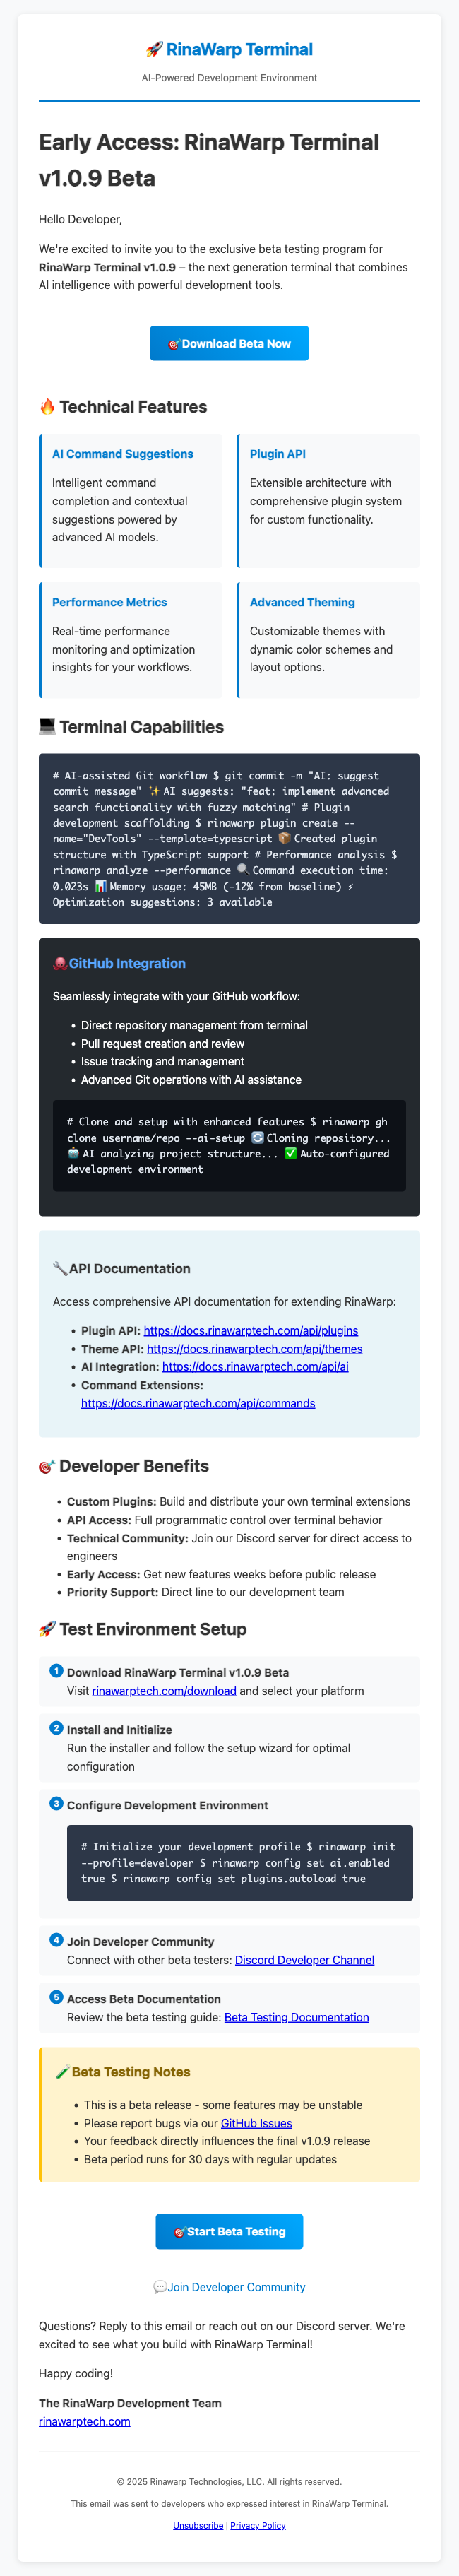 🚀 RinaWarp Terminal
AI-Powered Development Environment
Early Access: RinaWarp Terminal
v1.0.9 Beta
Hello Developer,
We're excited to invite you to the exclusive beta testing program for
RinaWarp Terminal v1.0.9 – the next generation terminal that combines
AI intelligence with powerful development tools.
🎯 Download Beta Now
🔥 Technical Features
AI Command Suggestions
Intelligent command
completion and contextual
suggestions powered by
advanced AI models.
Plugin API
Extensible architecture with
comprehensive plugin system
for custom functionality.
Performance Metrics
Real-time performance
monitoring and optimization
insights for your workflows.
Advanced Theming
Customizable themes with
dynamic color schemes and
layout options.
💻 Terminal Capabilities
# AI-assisted Git workflow $ git commit -m "AI: suggest
commit message" ✨ AI suggests: "feat: implement advanced
search functionality with fuzzy matching" # Plugin
development scaffolding $ rinawarp plugin create --
name="DevTools" --template=typescript 📦 Created plugin
structure with TypeScript support # Performance analysis $
rinawarp analyze --performance 🔍 Command execution time:
0.023s 📊 Memory usage: 45MB (-12% from baseline) ⚡
Optimization suggestions: 3 available
🐙 GitHub Integration
Seamlessly integrate with your GitHub workflow:
• Direct repository management from terminal
• Pull request creation and review
• Issue tracking and management
• Advanced Git operations with AI assistance
# Clone and setup with enhanced features $ rinawarp gh
clone username/repo --ai-setup 🔄 Cloning repository...
🤖 AI analyzing project structure... ✅ Auto-configured
development environment
🔧 API Documentation
Access comprehensive API documentation for extending RinaWarp:
• Plugin API: https://docs.rinawarptech.com/api/plugins
• Theme API: https://docs.rinawarptech.com/api/themes
• AI Integration: https://docs.rinawarptech.com/api/ai
• Command Extensions:
https://docs.rinawarptech.com/api/commands
🎯 Developer Benefits
• Custom Plugins: Build and distribute your own terminal extensions
• API Access: Full programmatic control over terminal behavior
• Technical Community: Join our Discord server for direct access to
engineers
• Early Access: Get new features weeks before public release
• Priority Support: Direct line to our development team
🚀 Test Environment Setup
1 Download RinaWarp Terminal v1.0.9 Beta
Visit rinawarptech.com/download and select your platform
2 Install and Initialize
Run the installer and follow the setup wizard for optimal
configuration
3 Configure Development Environment
# Initialize your development profile $ rinawarp init
--profile=developer $ rinawarp config set ai.enabled
true $ rinawarp config set plugins.autoload true
4 Join Developer Community
Connect with other beta testers: Discord Developer Channel
5 Access Beta Documentation
Review the beta testing guide: Beta Testing Documentation
🧪 Beta Testing Notes
• This is a beta release - some features may be unstable
• Please report bugs via our GitHub Issues
• Your feedback directly influences the final v1.0.9 release
• Beta period runs for 30 days with regular updates
🎯 Start Beta Testing
💬 Join Developer Community
Questions? Reply to this email or reach out on our Discord server. We're
excited to see what you build with RinaWarp Terminal!
Happy coding!
The RinaWarp Development Team
rinawarptech.com
© 2025 Rinawarp Technologies, LLC. All rights reserved.
This email was sent to developers who expressed interest in RinaWarp Terminal.
Unsubscribe | Privacy Policy